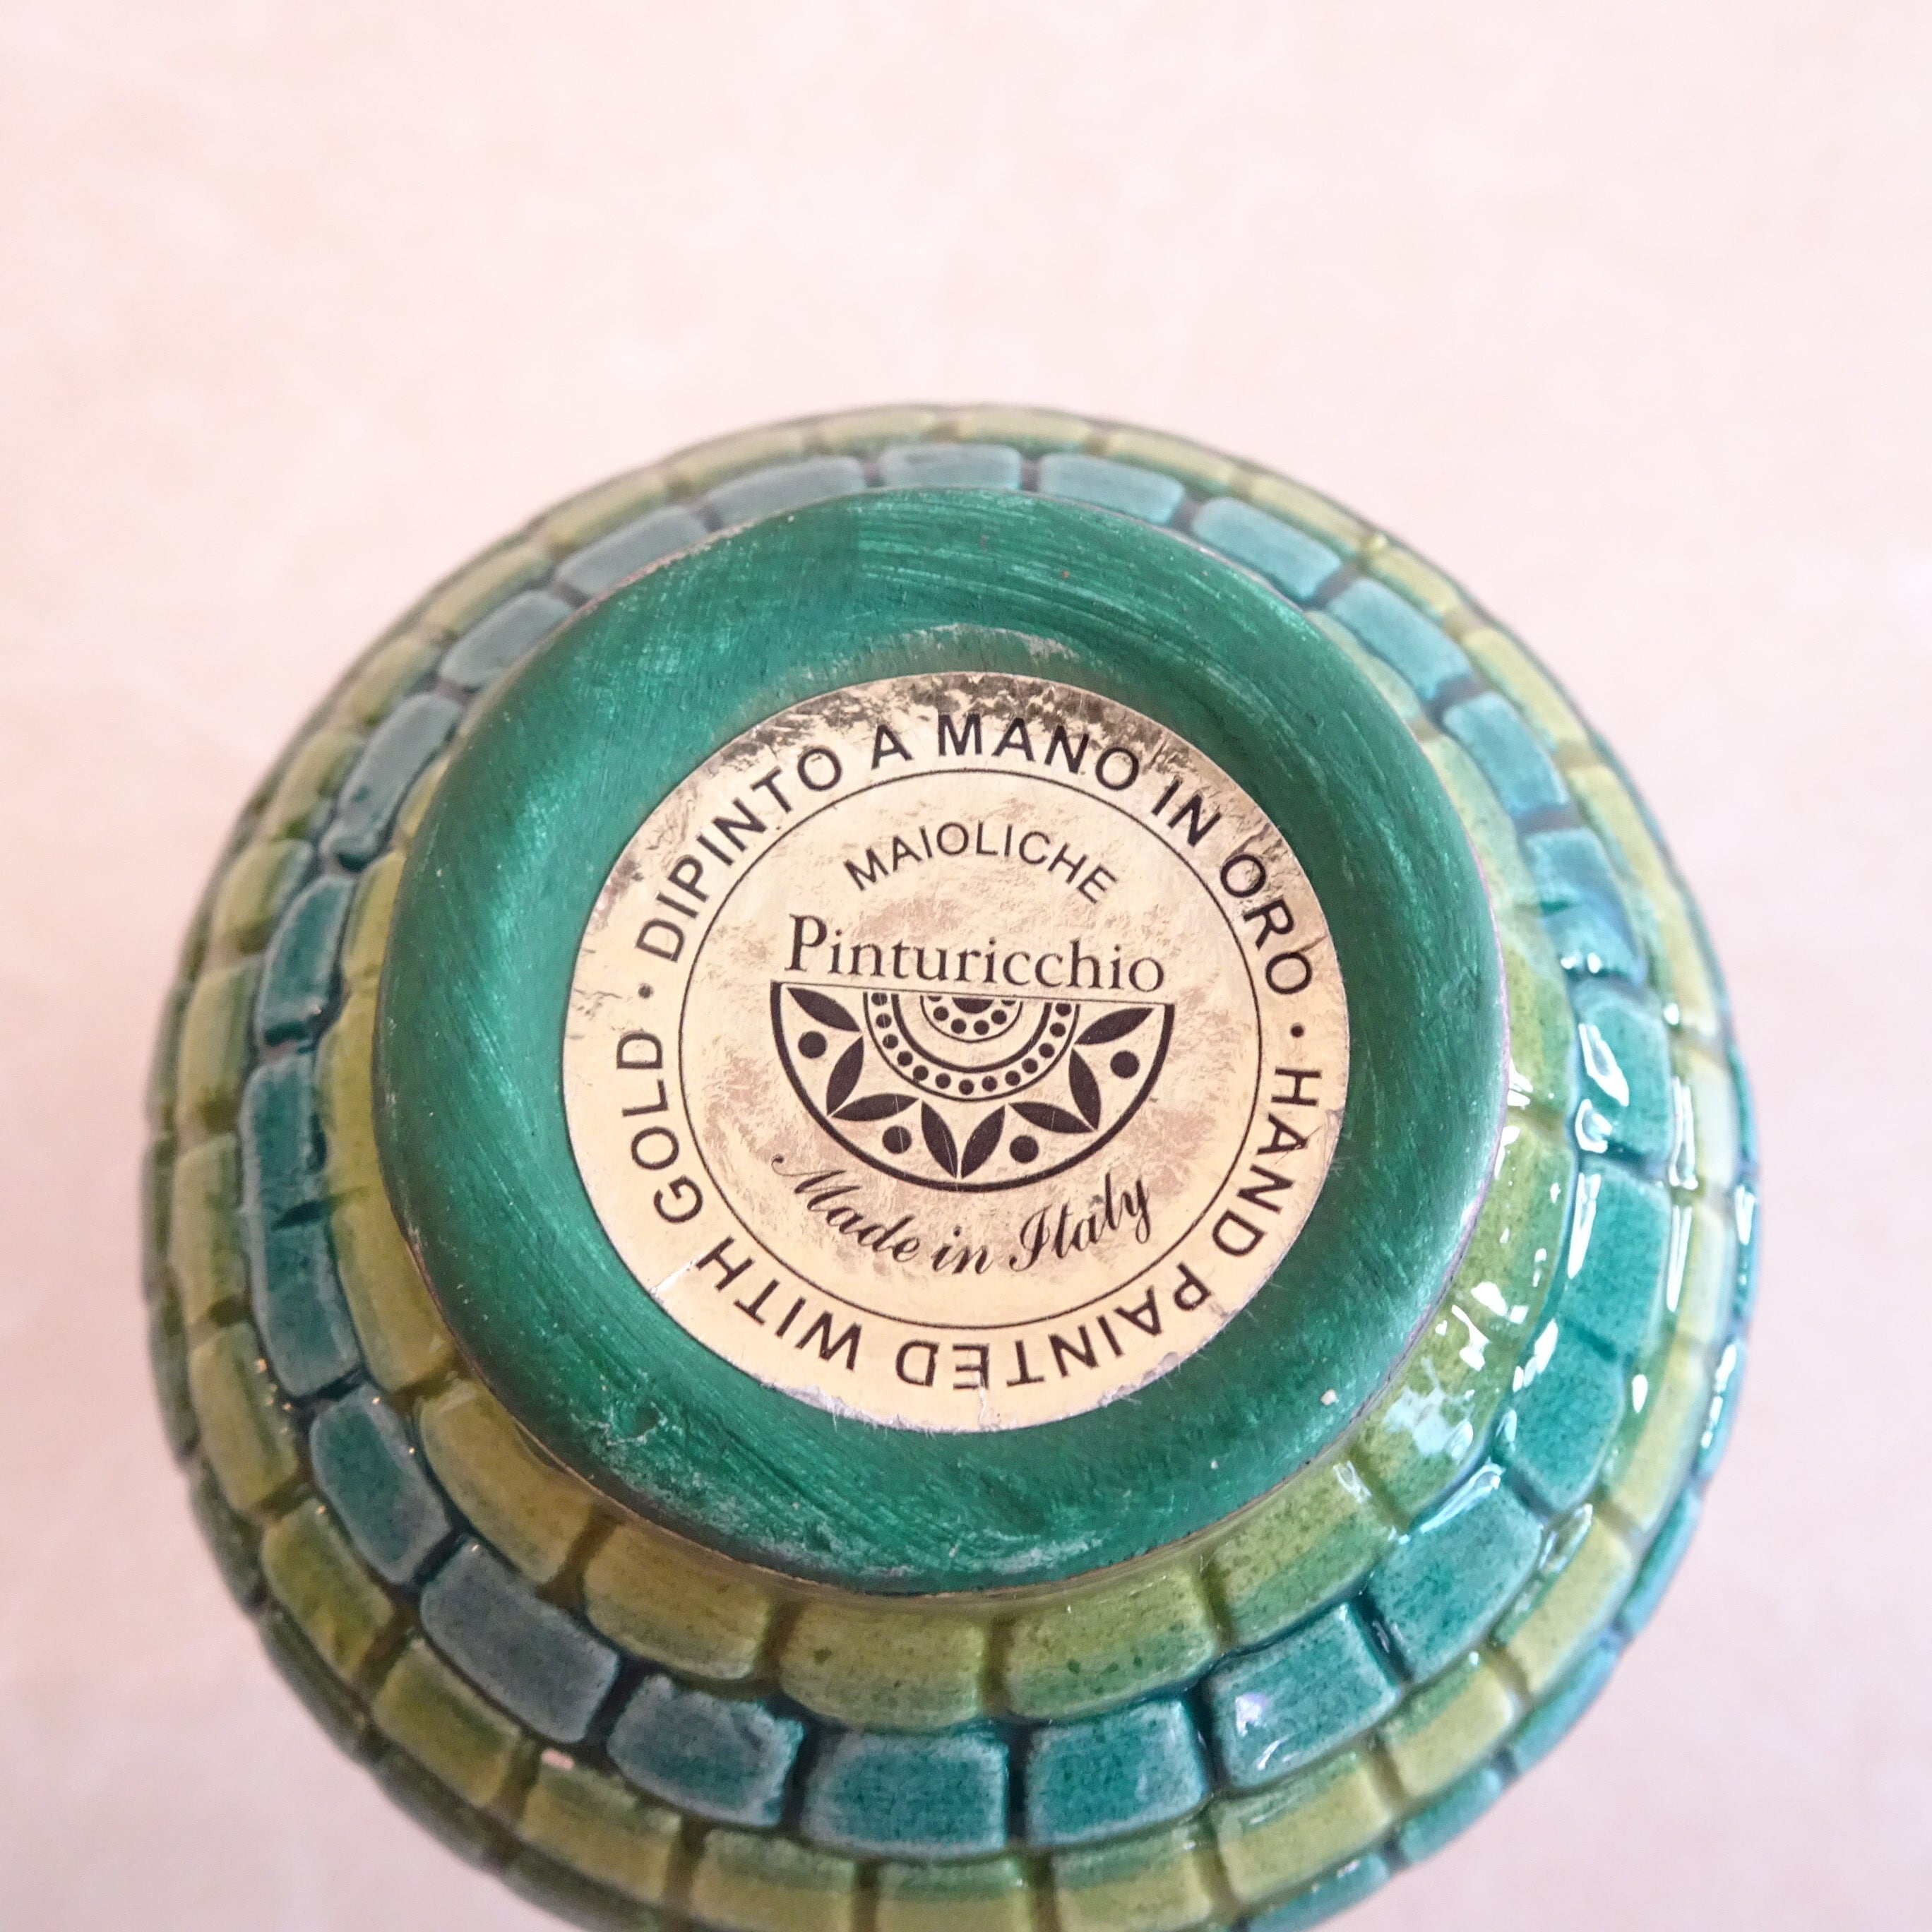 DIPINTO A MANO IN ORO · HAND PAINTED WITH GOLD ·
MAIOLICHE
Pinturicchio
Made in Italy